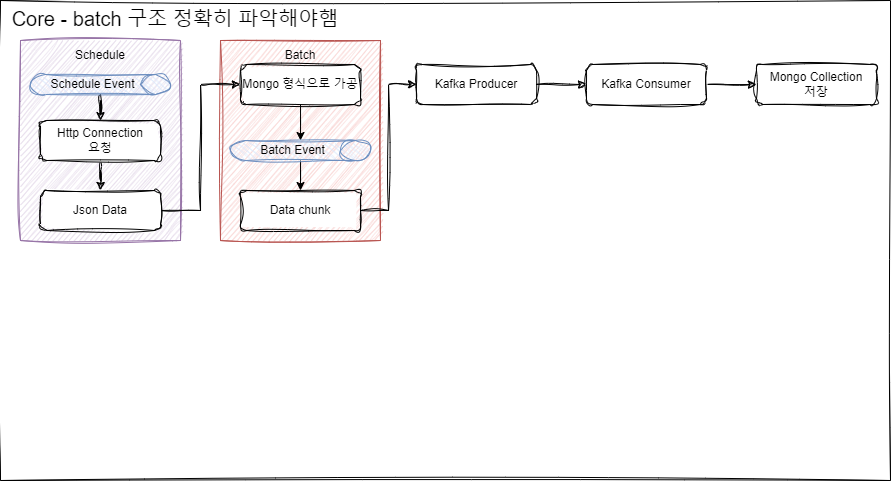 Core - batch 구조 정확히 파악해야햄
Schedule
Schedule Event
Http Connection
요청
Json Data
Batch
Mongo 형식으로 가공
Batch Event
Data chunk
Kafka Producer
Kafka Consumer
Mongo Collection
저장